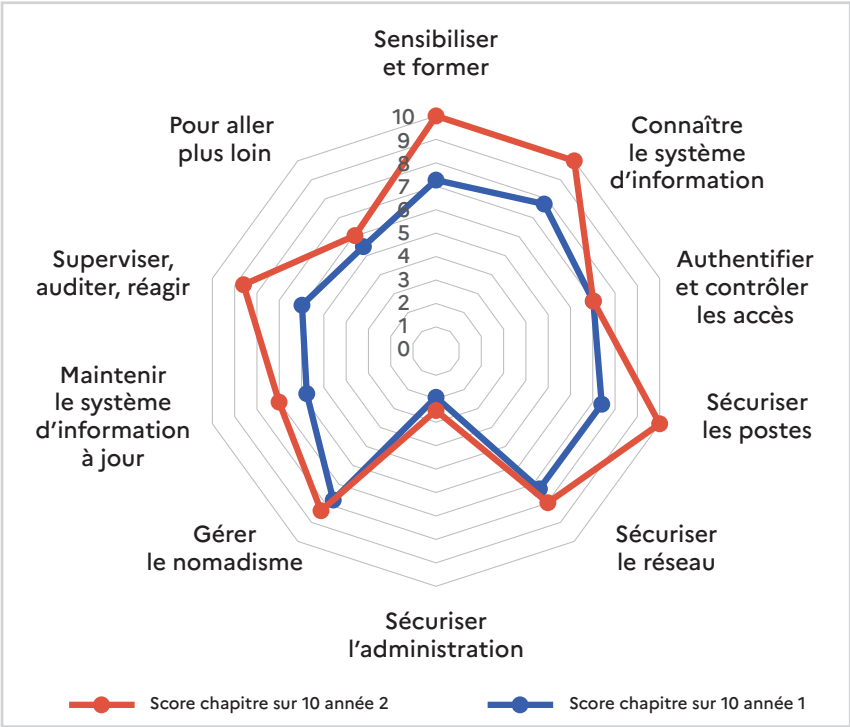 Sensibiliser
et former
Pour aller
plus loin
Connaître
le système
d'information
10
9
8
7
6
5
4
3
2
1
0
Superviser,
auditer, réagir
Authentifier
et contrôler
les accès
Maintenir
le système
d'information
à jour
Sécuriser
les postes
Gérer
le nomadisme
Sécuriser
le réseau
Sécuriser
l'administration
Score chapitre sur 10 année 2
Score chapitre sur 10 année 1